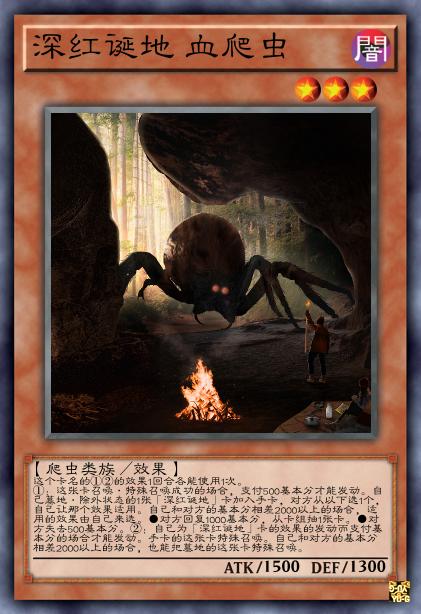 深红诞地 血爬虫
闇
【爬虫类族／效果】
这个卡名的①②的效果1回合各能使用1次。
①：这张卡召唤·特殊召唤成功的场合，支付500基本分才能发动。自
己墓地·除外状态的1张「深红诞地」卡加入手卡，对方从以下选1个，
自己让那个效果适用。自己和对方的基本分相差2000以上的场合，适
用的效果由自己来选。●对方回复1000基本分，从卡组抽1张卡。●对
方失去500基本分。②：自己为「深红诞地」卡的效果的发动而支付基
本分的场合才能发动。手卡的这张卡特殊召唤。自己和对方的基本分
相差2000以上的场合，也能把墓地的这张卡特殊召唤。
ATK/1500 DEF/1300